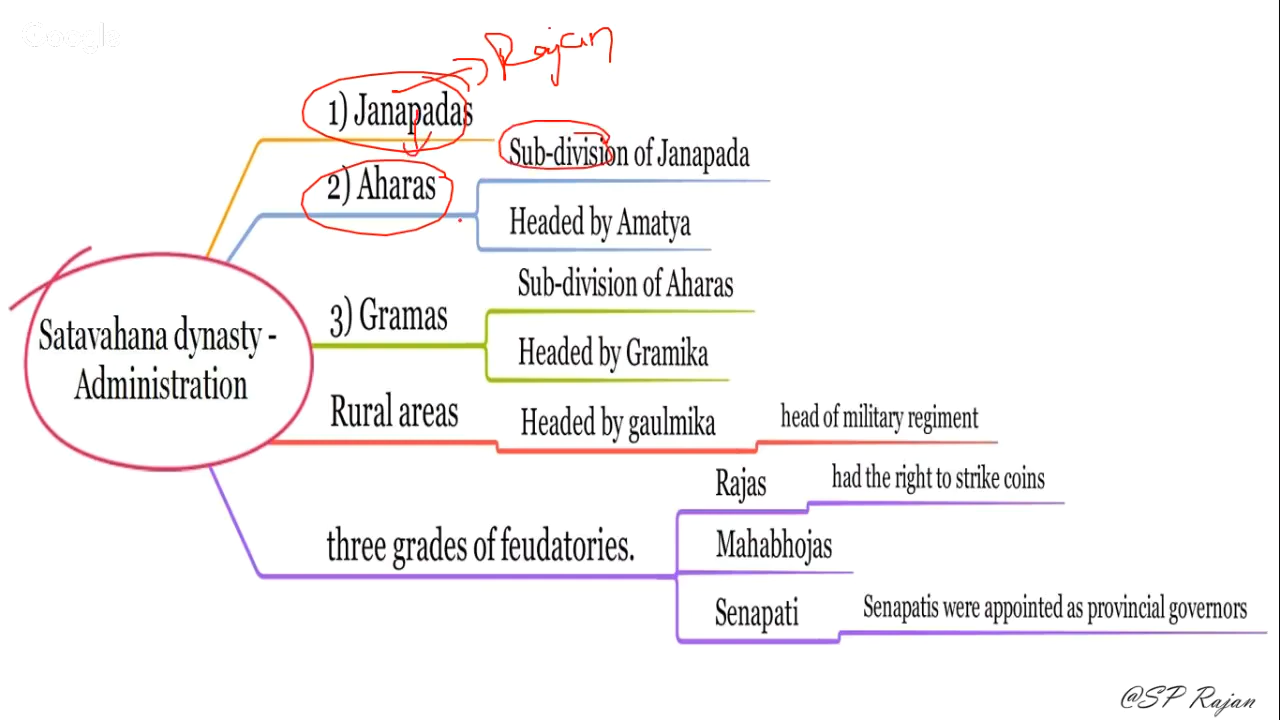 Google
Rajan
1) Janapadas
Sub-division of Janapada
2) Aharas
Headed by Amatya
Sub-division of Aharas
3) Gramas
Headed by Gramika
Satavahana dynasty -
Administration
Rural areas
Headed by gaulmika
head of military regiment
Rajas
had the right to strike coins
three grades of feudatories.
Mahabhojas
Senapati
Senapatis were appointed as provincial governors
@SP Rajan